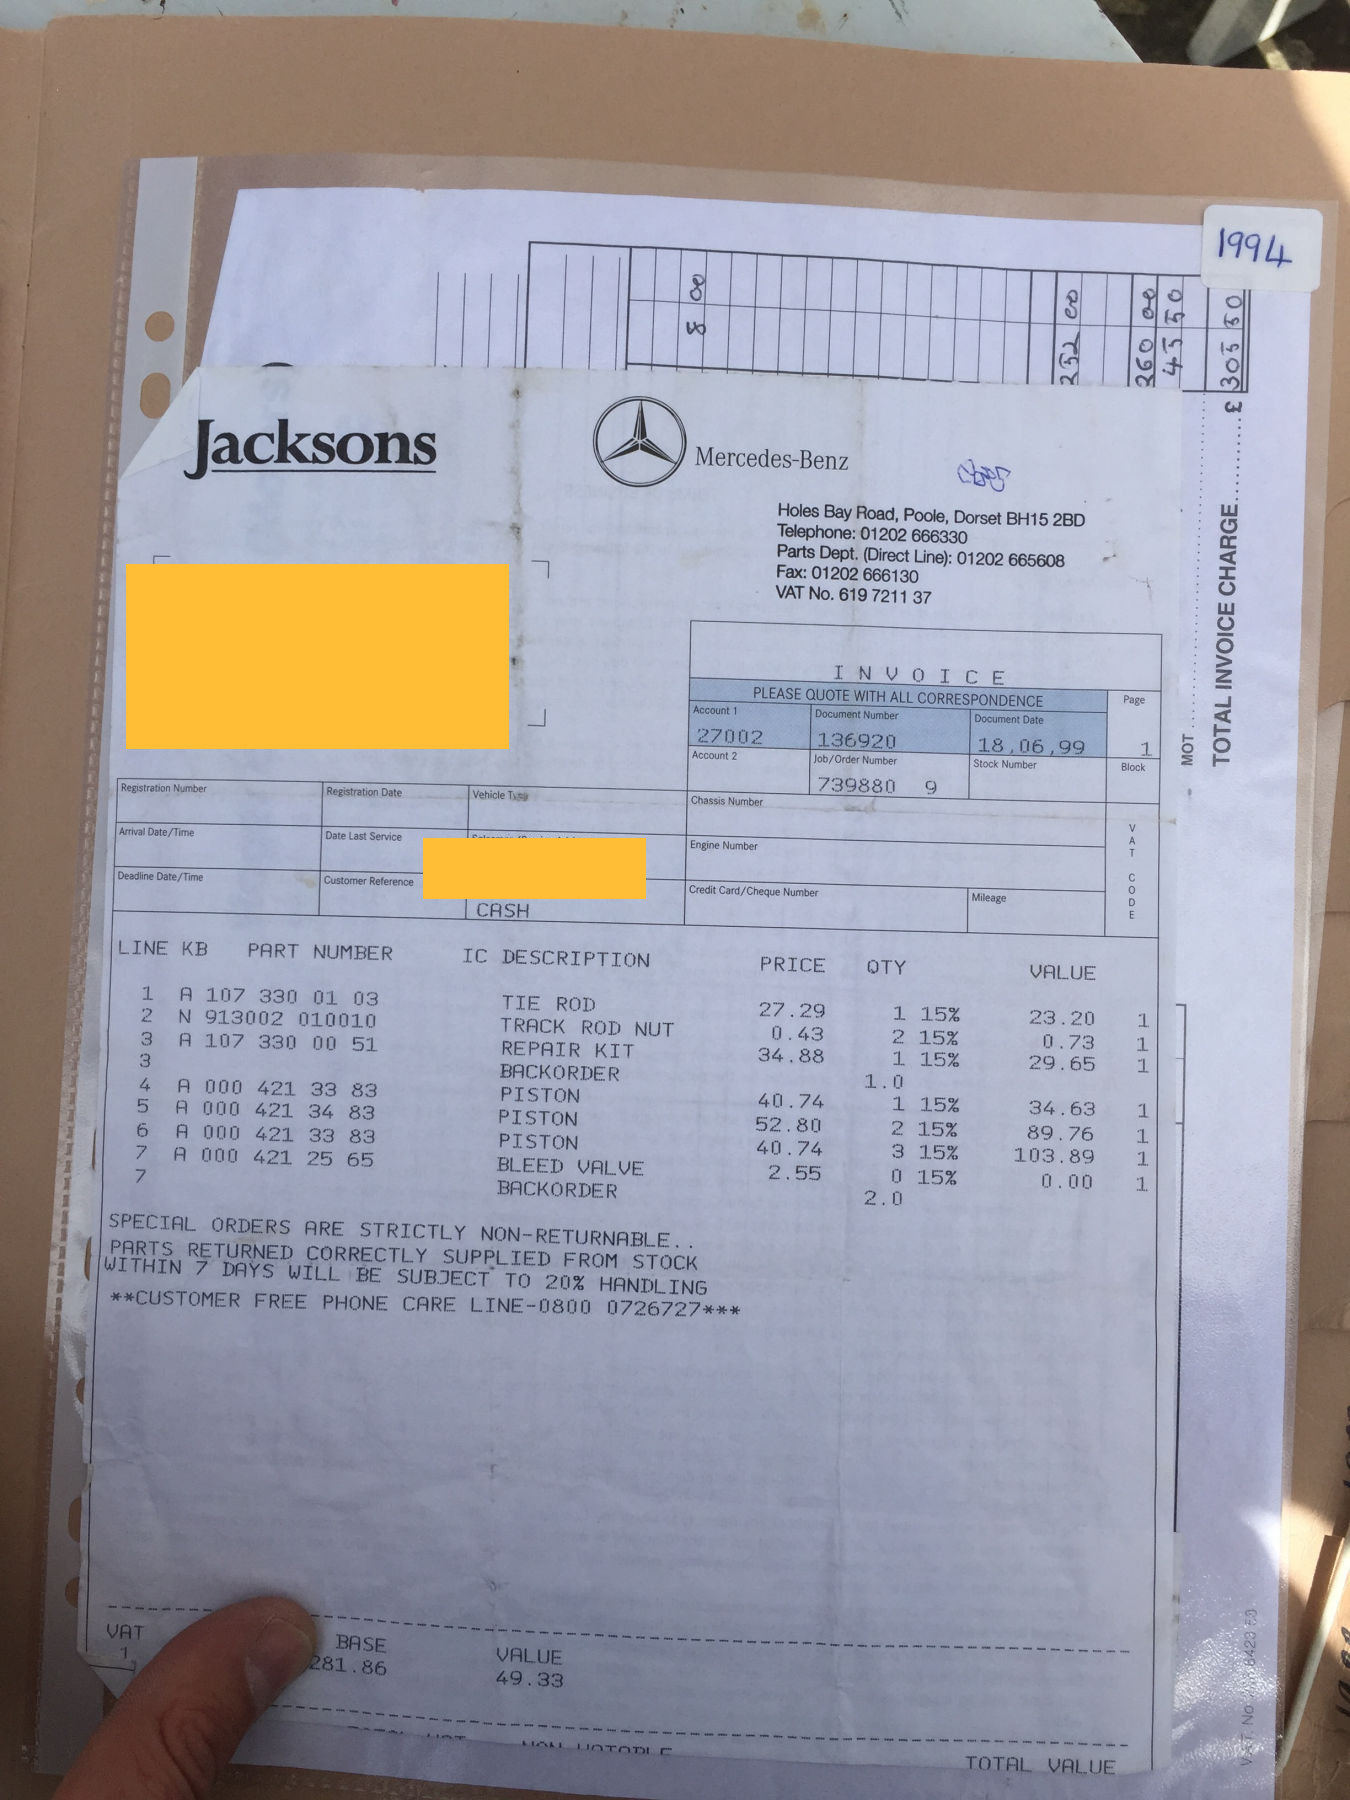 1994
8 00
252 00
260 00
45 50
305 50
£
TOTAL INVOICE CHARGE
MOT
Jacksons
Mercedes-Benz
Holes Bay Road, Poole, Dorset BH15 2BD
Telephone: 01202 666330
Parts Dept. (Direct Line): 01202 665608
Fax: 01202 666130
VAT No. 619 7211 37
INVOICE
PLEASE QUOTE WITH ALL CORRESPONDENCE Page
Account 1 Document Number Document Date
27002 136920 18,06,99 1
Account 2 Job/Order Number Stock Number Block
739880 9
Registration Number Registration Date Vehicle Type Chassis Number
Arrival Date/Time Date Last Service Engine Number VAT CODE
Deadline Date/Time Customer Reference Credit Card/Cheque Number Mileage
CASH
LINE KB PART NUMBER IC DESCRIPTION PRICE QTY VALUE
1 A 107 330 01 03 TIE ROD 27.29 1 15% 23.20 1
2 N 913002 010010 TRACK ROD NUT 0.43 2 15% 0.73 1
3 A 107 330 00 51 REPAIR KIT 34.88 1 15% 29.65 1
3 BACKORDER 1.0
4 A 000 421 33 83 PISTON 40.74 1 15% 34.63 1
5 A 000 421 34 83 PISTON 52.80 2 15% 89.76 1
6 A 000 421 33 83 PISTON 40.74 3 15% 103.89 1
7 A 000 421 25 65 BLEED VALVE 2.55 0 15% 0.00 1
7 BACKORDER 2.0
SPECIAL ORDERS ARE STRICTLY NON-RETURNABLE..
PARTS RETURNED CORRECTLY SUPPLIED FROM STOCK
WITHIN 7 DAYS WILL BE SUBJECT TO 20% HANDLING
**CUSTOMER FREE PHONE CARE LINE-0800 0726727***
VAT BASE VALUE
1 281.86 49.33
TOTAL VALUE
VAT. No.